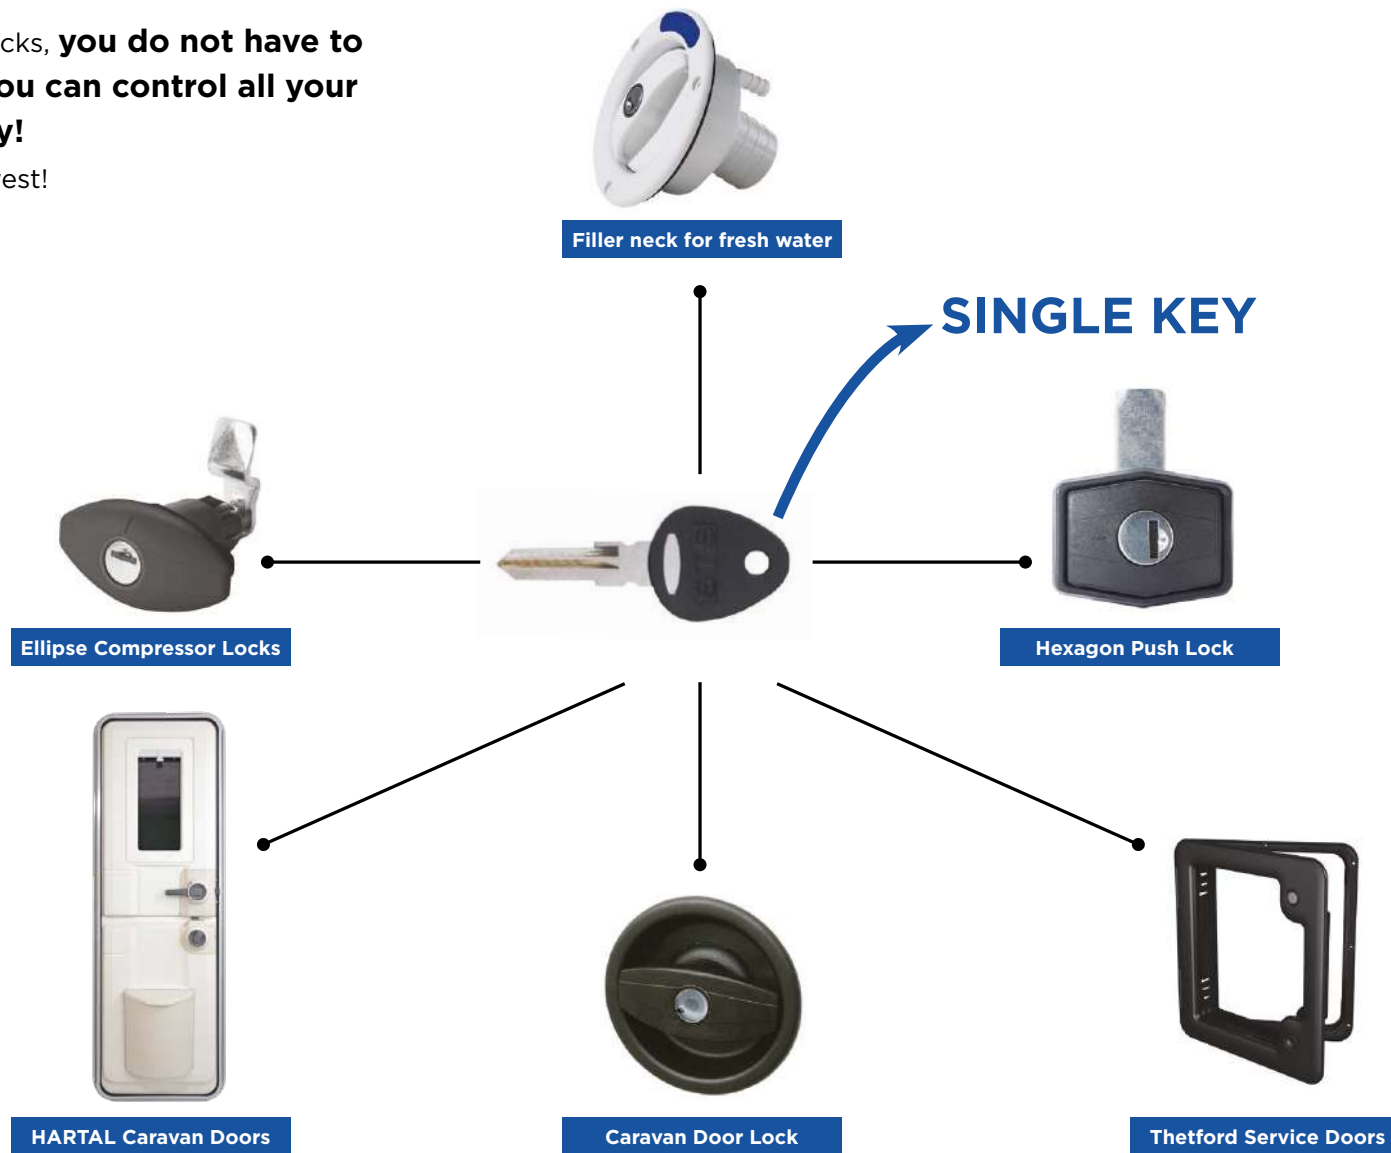 cks, you do not have to
ou can control all your
y!
est!
Filler neck for fresh water
SINGLE KEY
Ellipse Compressor Locks
Hexagon Push Lock
HARTAL Caravan Doors
Caravan Door Lock
Thetford Service Doors